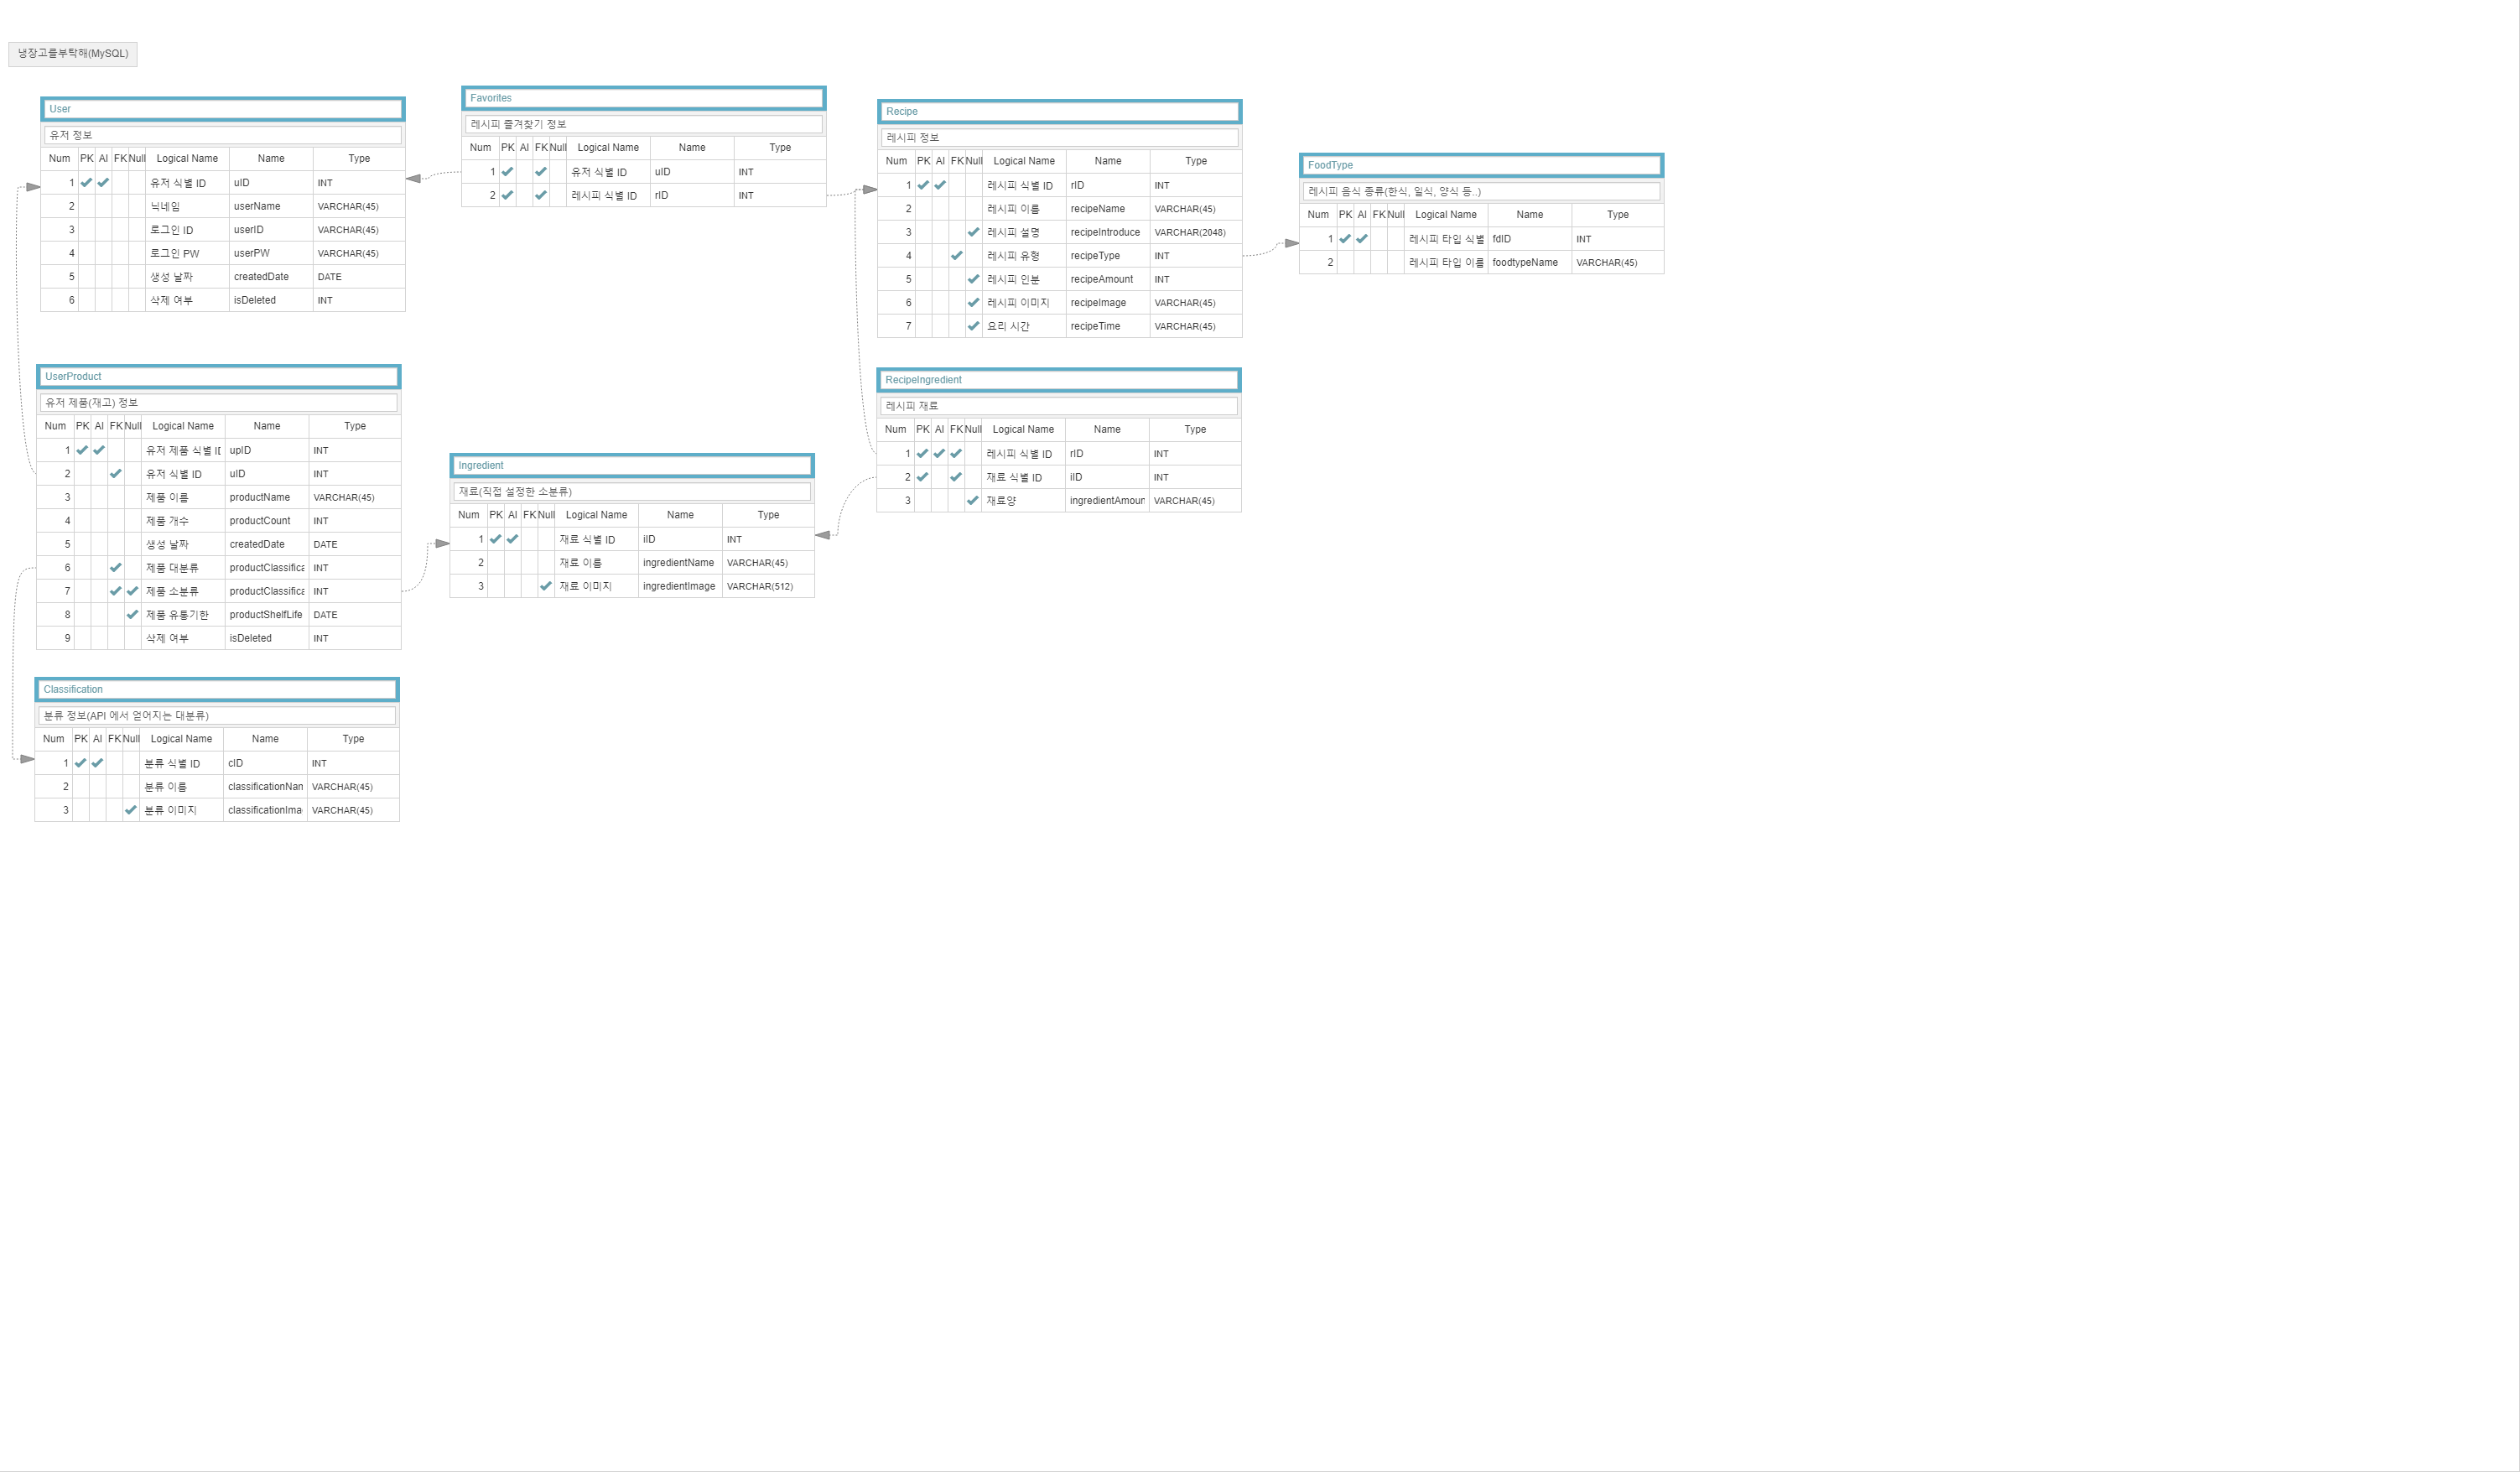 냉장고를부탁해(MySQL)
User
유저 정보
Num PK AI FK Null Logical Name Name Type
1 유저 식별 ID uID INT
2 닉네임 userName VARCHAR(45)
3 로그인 ID userID VARCHAR(45)
4 로그인 PW userPW VARCHAR(45)
5 생성 날짜 createdDate DATE
6 삭제 여부 isDeleted INT
Favorites
레시피 즐겨찾기 정보
Num PK AI FK Null Logical Name Name Type
1 유저 식별 ID uID INT
2 레시피 식별 ID rID INT
Recipe
레시피 정보
Num PK AI FK Null Logical Name Name Type
1 레시피 식별 ID rID INT
2 레시피 이름 recipeName VARCHAR(45)
3 레시피 설명 recipeIntroduce VARCHAR(2048)
4 레시피 유형 recipeType INT
5 레시피 인분 recipeAmount INT
6 레시피 이미지 recipeImage VARCHAR(45)
7 요리 시간 recipeTime VARCHAR(45)
FoodType
레시피 음식 종류(한식, 일식, 양식 등..)
Num PK AI FK Null Logical Name Name Type
1 레시피 타입 식별 fdID INT
2 레시피 타입 이름 foodtypeName VARCHAR(45)
UserProduct
유저 제품(재고) 정보
Num PK AI FK Null Logical Name Name Type
1 유저 제품 식별 ID upID INT
2 유저 식별 ID uID INT
3 제품 이름 productName VARCHAR(45)
4 제품 개수 productCount INT
5 생성 날짜 createdDate DATE
6 제품 대분류 productClassifica INT
7 제품 소분류 productClassifica INT
8 제품 유통기한 productShelfLife DATE
9 삭제 여부 isDeleted INT
Ingredient
재료(직접 설정한 소분류)
Num PK AI FK Null Logical Name Name Type
1 재료 식별 ID iID INT
2 재료 이름 ingredientName VARCHAR(45)
3 재료 이미지 ingredientImage VARCHAR(512)
RecipeIngredient
레시피 재료
Num PK AI FK Null Logical Name Name Type
1 레시피 식별 ID rID INT
2 재료 식별 ID iID INT
3 재료양 ingredientAmoun VARCHAR(45)
Classification
분류 정보(API 에서 얻어지는 대분류)
Num PK AI FK Null Logical Name Name Type
1 분류 식별 ID cID INT
2 분류 이름 classificationNan VARCHAR(45)
3 분류 이미지 classificationIma VARCHAR(45)